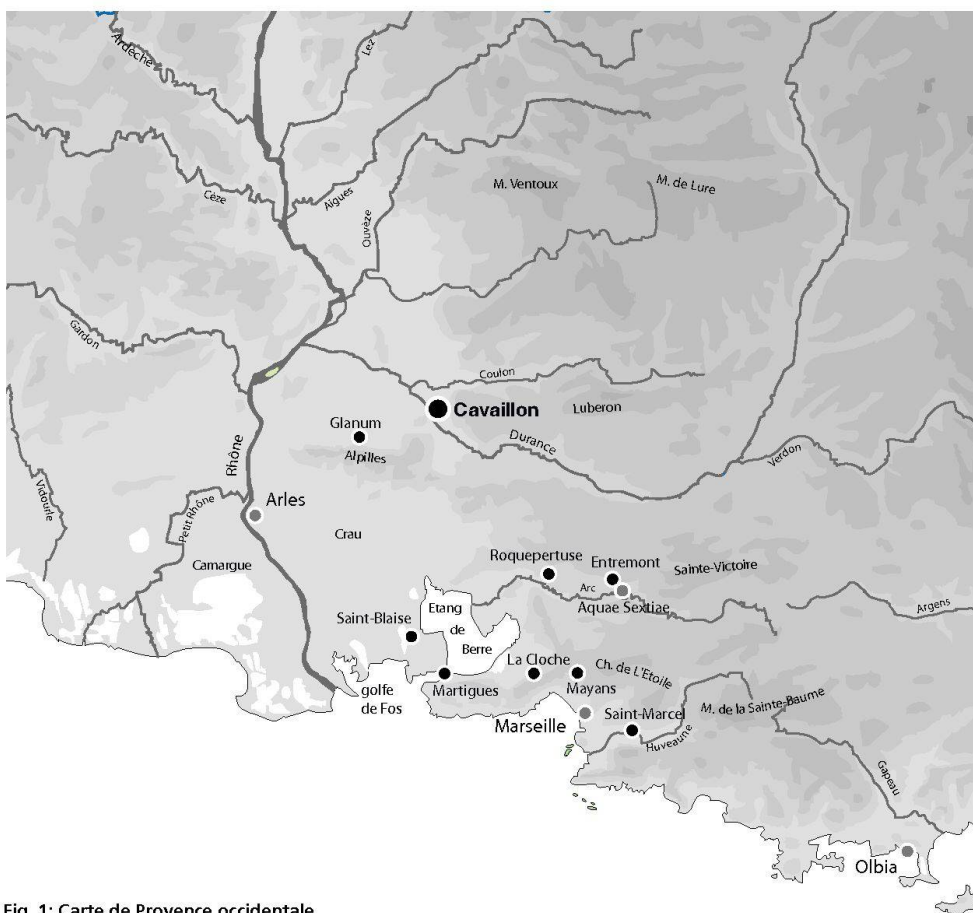 Ardèche
Lez
Cèze
Aigues
Ouvèze
M. Ventoux
M. de Lure
Gardon
Coulon
Cavaillon
Luberon
Glanum
Alpilles
Durance
Verdon
Rhône
Vidourle
Petit Rhône
Arles
Crau
Camargue
Roquepertuse
Entremont
Sainte-Victoire
Arc
Aquae Sextiae
Argens
Saint-Blaise
Etang
de
Berre
La Cloche
Ch. de L'Etoile
Martigues
Mayans
golfe
de Fos
M. de la Sainte-Baume
Marseille
Saint-Marcel
Huveaune
Gapeau
Olbia
Fig. 1: Carte de Provence occidentale